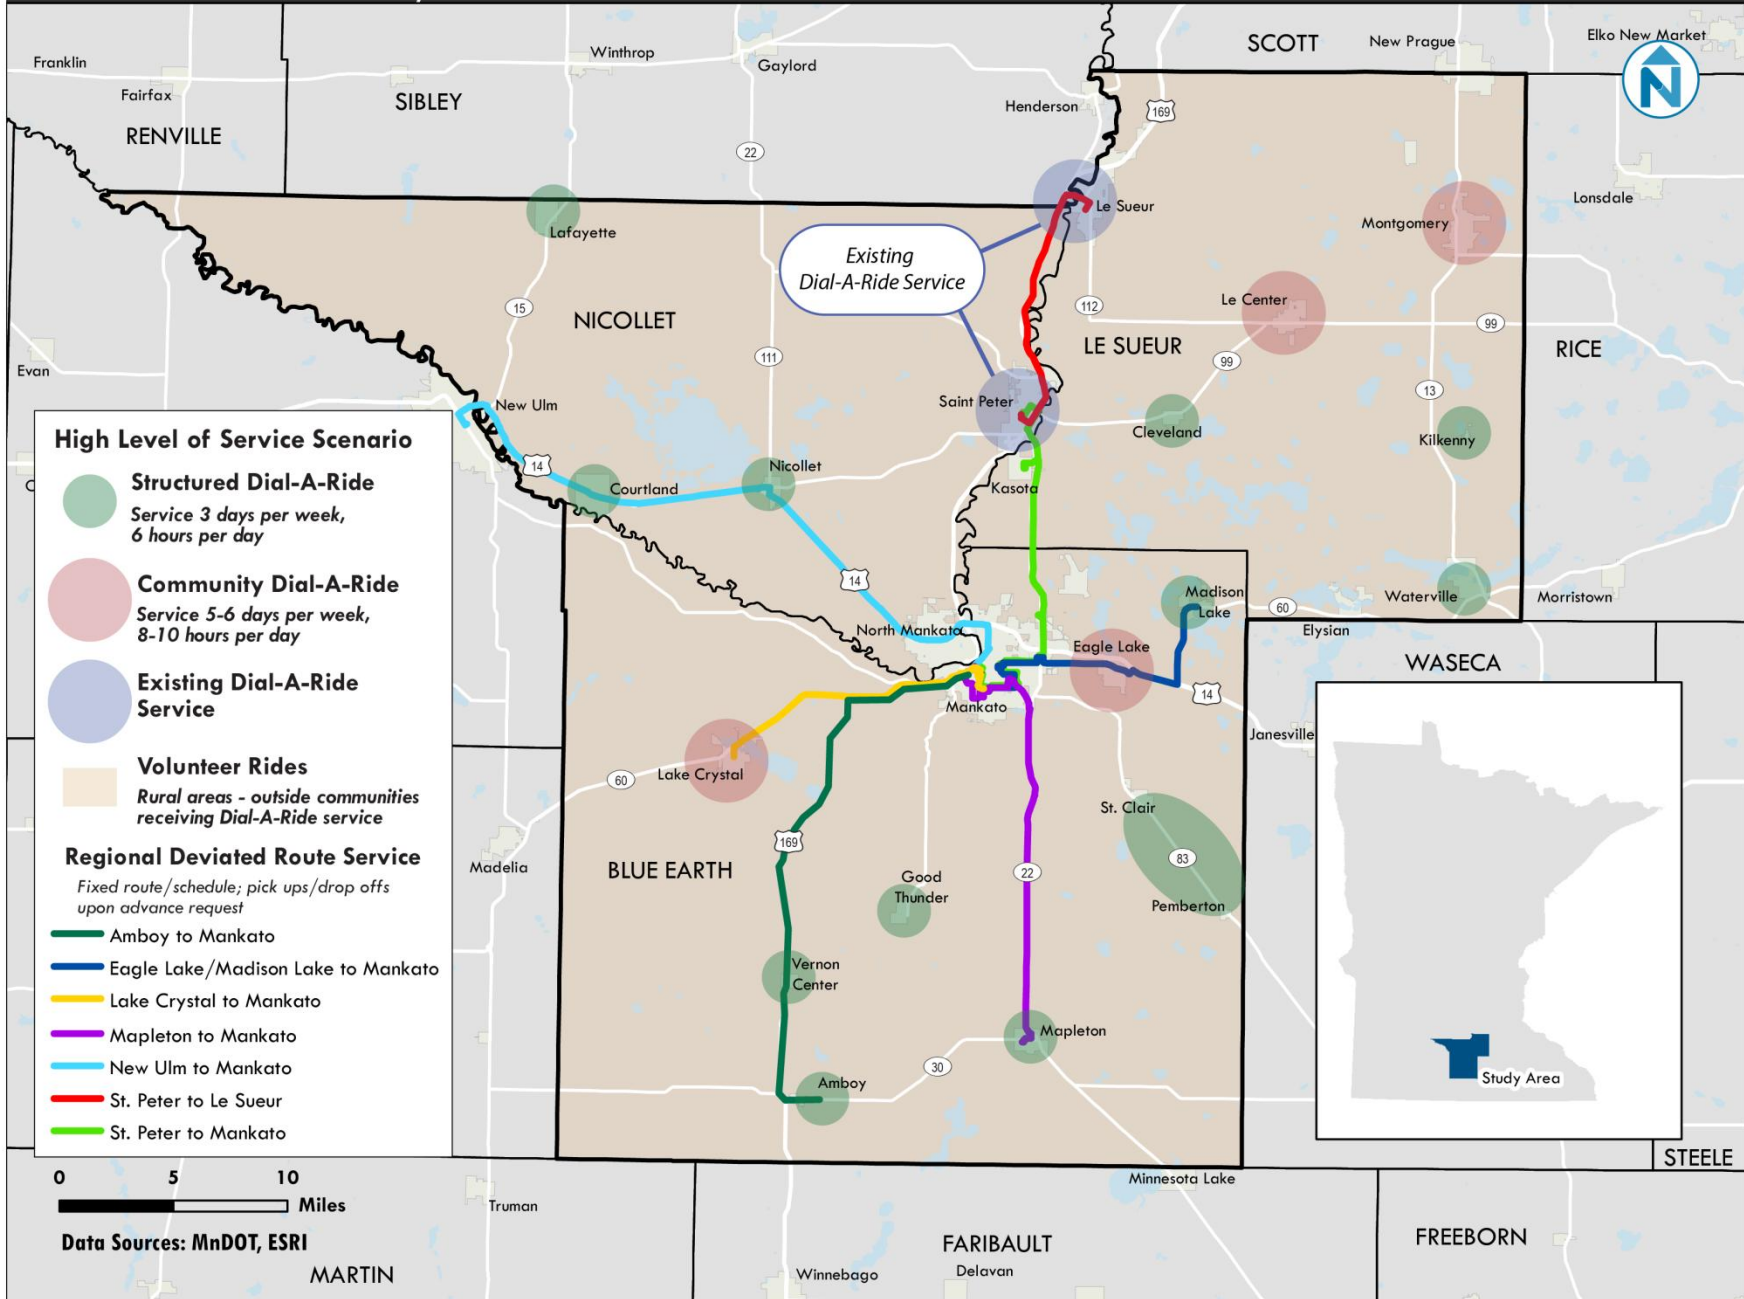 SCOTT
New Prague
Elko New Market
Franklin
Winthrop
Gaylord
Fairfax
SIBLEY
Henderson
169
N
RENVILLE
22
Lafayette
Le Sueur
Montgomery
Lonsdale
Existing
Dial-A-Ride Service
15
NICOLLET
112
Le Center
99
LE SUEUR
RICE
111
99
Evan
13
New Ulm
Saint Peter
Cleveland
Kilkenny
14
Courtland
Nicollet
Kasota
14
Madison
Lake
60
Waterville
Morristown
North Mankato
Elysian
Eagle Lake
WASECA
14
Mankato
Janesville
Lake Crystal
60
St. Clair
169
Madelia
BLUE EARTH
Good
Thunder
22
83
Pemberton
Vernon
Center
Mapleton
30
Amboy
Study Area
High Level of Service Scenario
Structured Dial-A-Ride
Service 3 days per week,
6 hours per day
Community Dial-A-Ride
Service 5-6 days per week,
8-10 hours per day
Existing Dial-A-Ride
Service
Volunteer Rides
Rural areas - outside communities
receiving Dial-A-Ride service
Regional Deviated Route Service
Fixed route/schedule; pick ups/drop offs
upon advance request
Amboy to Mankato
Eagle Lake/Madison Lake to Mankato
Lake Crystal to Mankato
Mapleton to Mankato
New Ulm to Mankato
St. Peter to Le Sueur
St. Peter to Mankato
0 5 10
Miles
Data Sources: MnDOT, ESRI
STEELE
Minnesota Lake
Truman
FREEBORN
FARIBAULT
Delavan
MARTIN
Winnebago